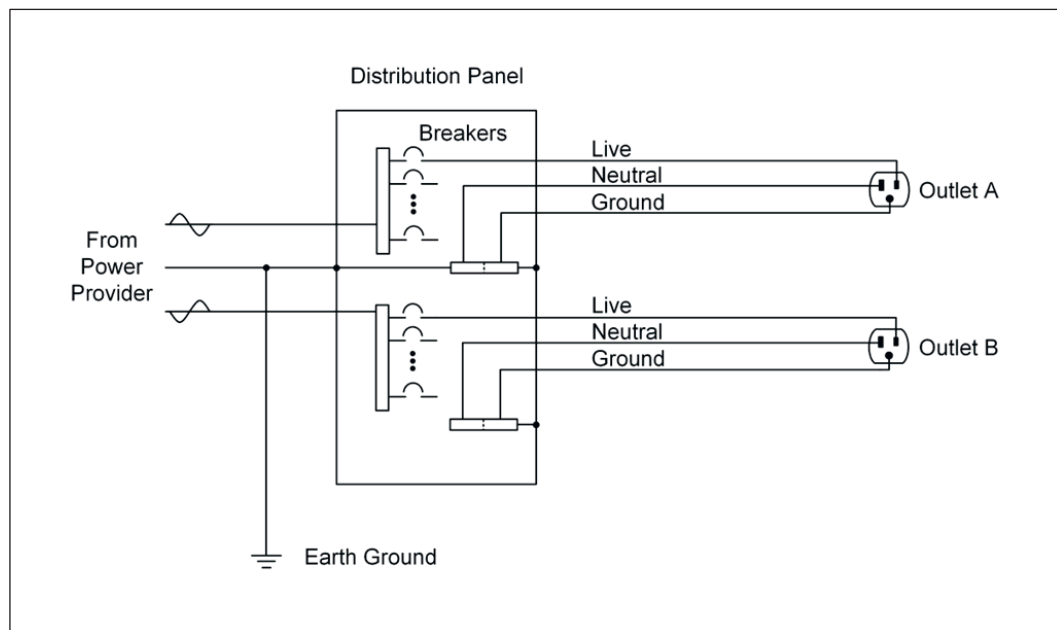 Distribution Panel
Breakers
Live
Neutral
Ground
Outlet A
From
Power
Provider
Live
Neutral
Ground
Outlet B
Earth Ground